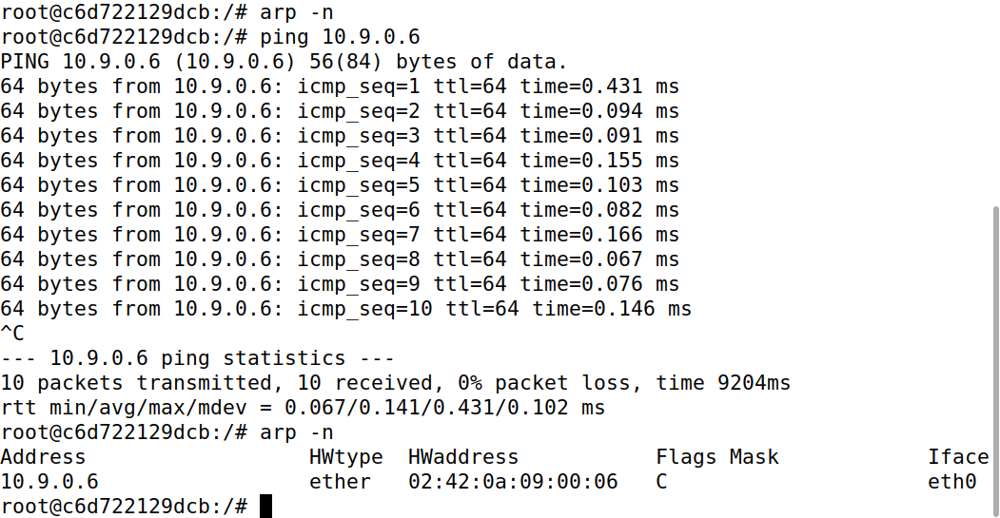 root@c6d722129dcb:/# arp -n
root@c6d722129dcb:/# ping 10.9.0.6
PING 10.9.0.6 (10.9.0.6) 56(84) bytes of data.
64 bytes from 10.9.0.6: icmp_seq=1 ttl=64 time=0.431 ms
64 bytes from 10.9.0.6: icmp_seq=2 ttl=64 time=0.094 ms
64 bytes from 10.9.0.6: icmp_seq=3 ttl=64 time=0.091 ms
64 bytes from 10.9.0.6: icmp_seq=4 ttl=64 time=0.155 ms
64 bytes from 10.9.0.6: icmp_seq=5 ttl=64 time=0.103 ms
64 bytes from 10.9.0.6: icmp_seq=6 ttl=64 time=0.082 ms
64 bytes from 10.9.0.6: icmp_seq=7 ttl=64 time=0.166 ms
64 bytes from 10.9.0.6: icmp_seq=8 ttl=64 time=0.067 ms
64 bytes from 10.9.0.6: icmp_seq=9 ttl=64 time=0.076 ms
64 bytes from 10.9.0.6: icmp_seq=10 ttl=64 time=0.146 ms
^C
--- 10.9.0.6 ping statistics ---
10 packets transmitted, 10 received, 0% packet loss, time 9204ms
rtt min/avg/max/mdev = 0.067/0.141/0.431/0.102 ms
root@c6d722129dcb:/# arp -n
Address                  HWtype  HWaddress           Flags Mask            Iface
10.9.0.6                 ether   02:42:0a:09:00:06   C                     eth0
root@c6d722129dcb:/#